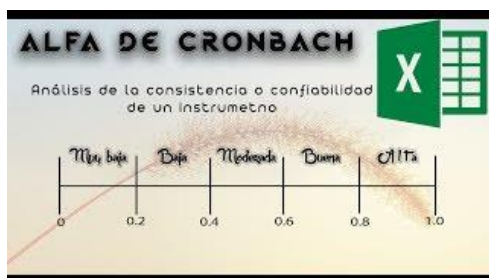 ALFA DE CRONBACH
X
Análisis de la consistencia o confiabilidad
de un instrumetno
Muy baja Baja Moderada Buena Alta
0 0.2 0.4 0.6 0.8 1.0